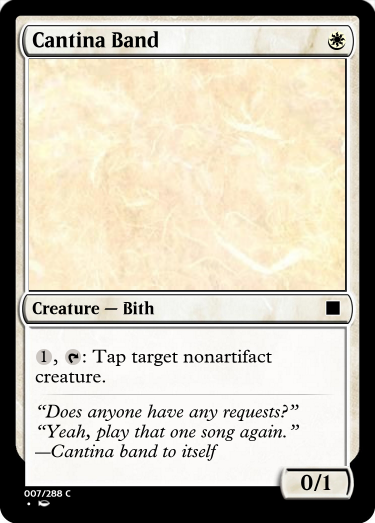 Cantina Band
Creature — Bith
1, : Tap target nonartifact
creature.
“Does anyone have any requests?”
“Yeah, play that one song again.”
—Cantina band to itself
0/1
007/288 C